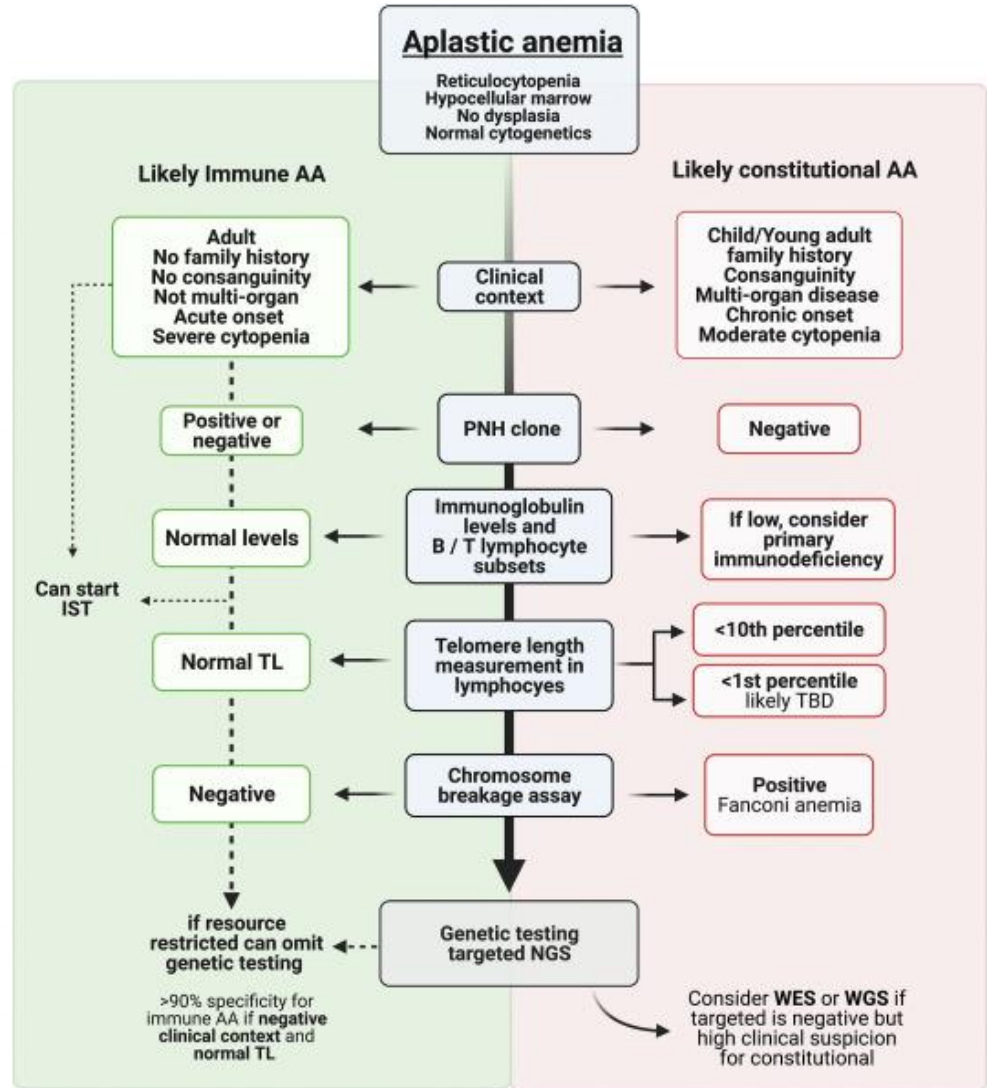 Aplastic anemia
Reticulocytopenia
Hypocellular marrow
No dysplasia
Normal cytogenetics
Likely Immune AA
Likely constitutional AA
Adult
No family history
No consanguinity
Not multi-organ
Acute onset
Severe cytopenia
Clinical
context
Child/Young adult
family history
Consanguinity
Multi-organ disease
Chronic onset
Moderate cytopenia
Positive or
negative
PNH clone
Negative
Normal levels
Immunoglobulin
levels and
B / T lymphocyte
subsets
If low, consider
primary
immunodeficiency
Can start
IST
Normal TL
Telomere length
measurement in
lymphocyes
<10th percentile
<1st percentile
likely TBD
Negative
Chromosome
breakage assay
Positive
Fanconi anemia
if resource
restricted can omit
genetic testing
Genetic testing
targeted NGS
>90% specificity for
immune AA if negative
clinical context and
normal TL
Consider WES or WGS if
targeted is negative but
high clinical suspicion
for constitutional